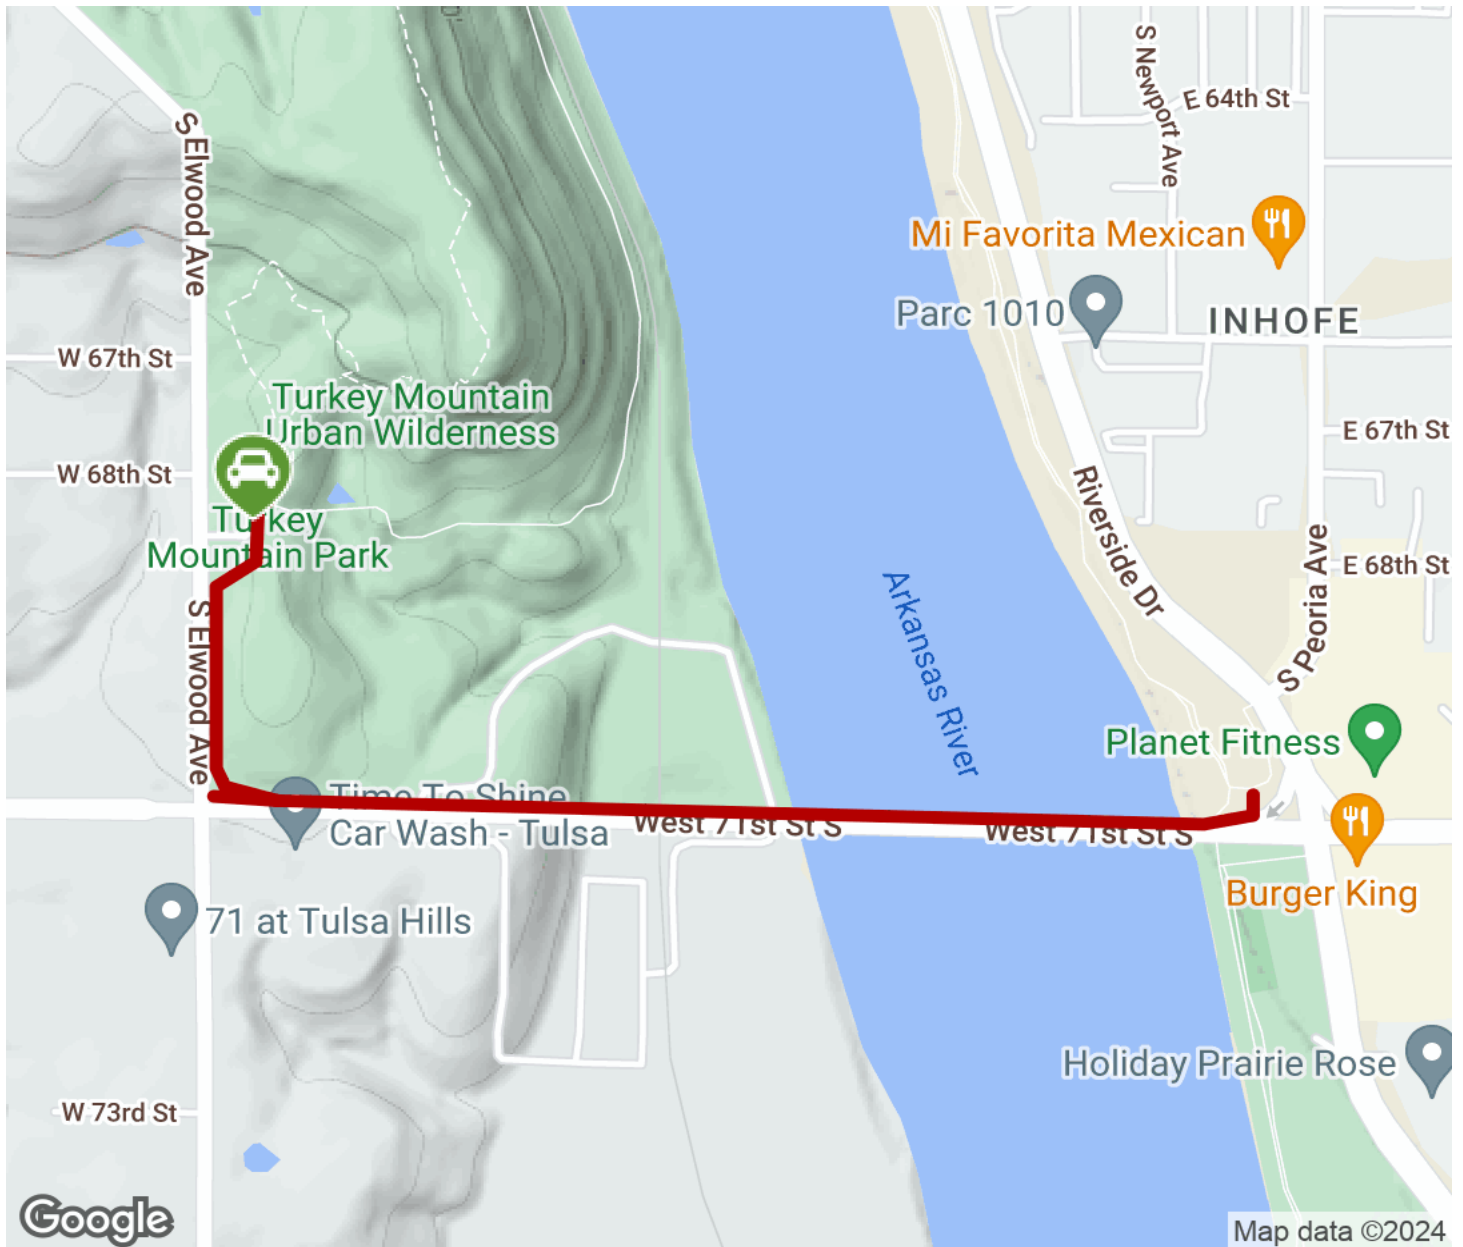 S Elwood Ave
S Newport Ave
E 64th St
Mi Favorita Mexican
Parc 1010
INHOFE
W 67th St
Turkey Mountain
Urban Wilderness
E 67th St
W 68th St
Riverside Dr
Turkey
Mountain Park
S Peoria Ave
E 68th St
Arkansas River
S Elwood Ave
Planet Fitness
Time To Shine
Car Wash - Tulsa
West 71st St S
West 71st St S
Burger King
71 at Tulsa Hills
Holiday Prairie Rose
W 73rd St
Google
Map data ©2024